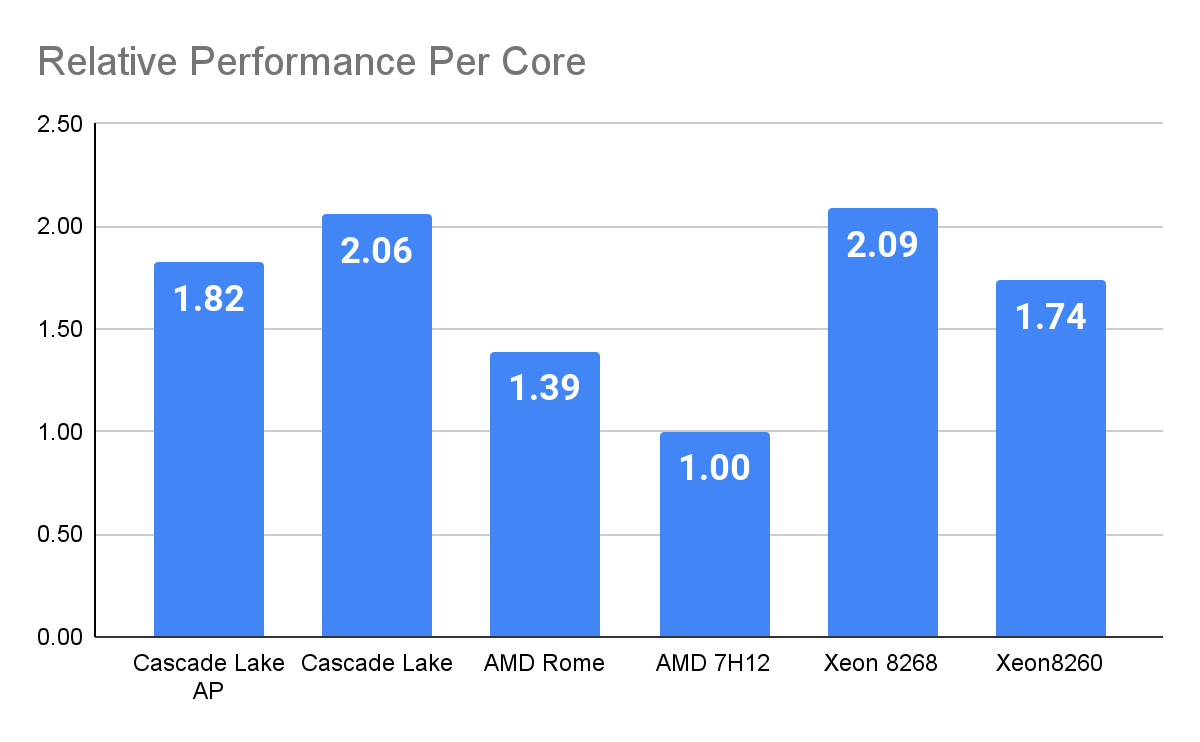 Relative Performance Per Core
2.50
2.00
1.50
1.00
0.50
0.00
1.82
2.06
1.39
1.00
2.09
1.74
Cascade Lake AP
Cascade Lake
AMD Rome
AMD 7H12
Xeon 8268
Xeon8260